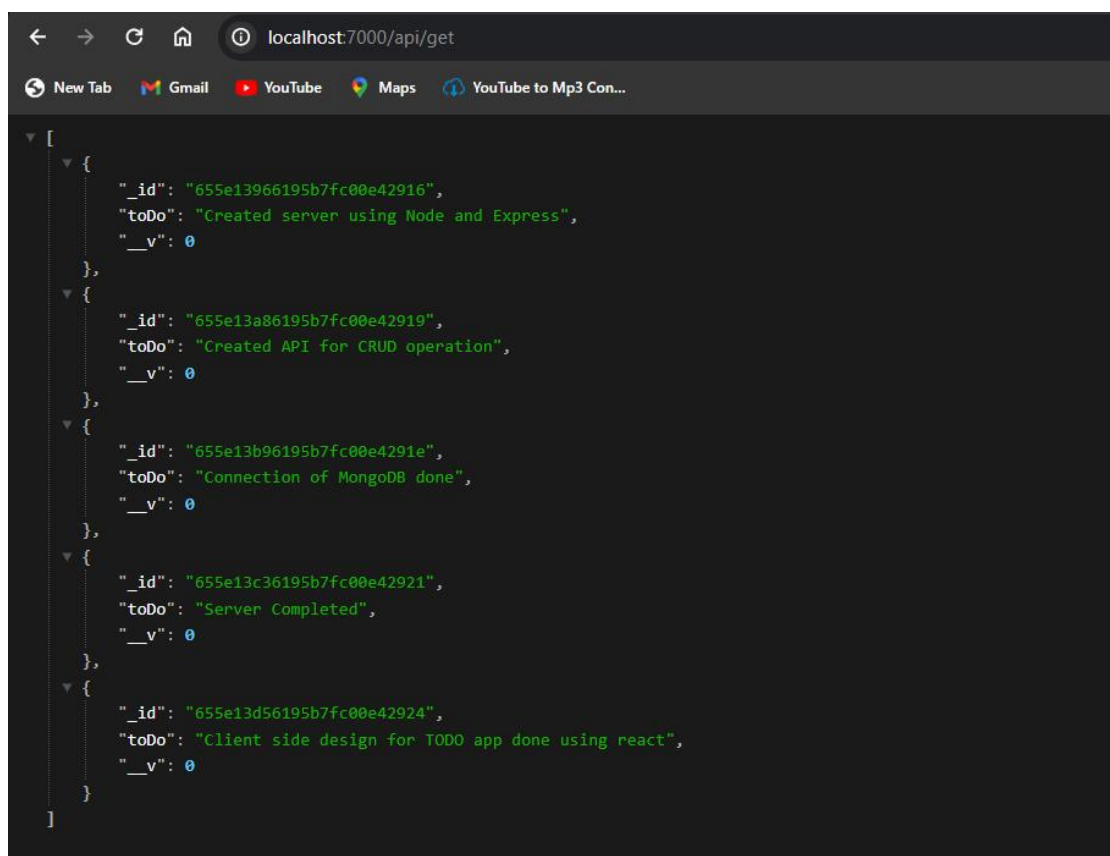 localhost:7000/api/get
New Tab Gmail YouTube Maps YouTube to Mp3 Con...
[
{
"_id": "655e13966195b7fc00e42916",
"toDo": "Created server using Node and Express",
"__v": 0
},
{
"_id": "655e13a86195b7fc00e42919",
"toDo": "Created API for CRUD operation",
"__v": 0
},
{
"_id": "655e13b96195b7fc00e4291e",
"toDo": "Connection of MongoDB done",
"__v": 0
},
{
"_id": "655e13c36195b7fc00e42921",
"toDo": "Server Completed",
"__v": 0
},
{
"_id": "655e13d56195b7fc00e42924",
"toDo": "Client side design for TODO app done using react",
"__v": 0
}
]